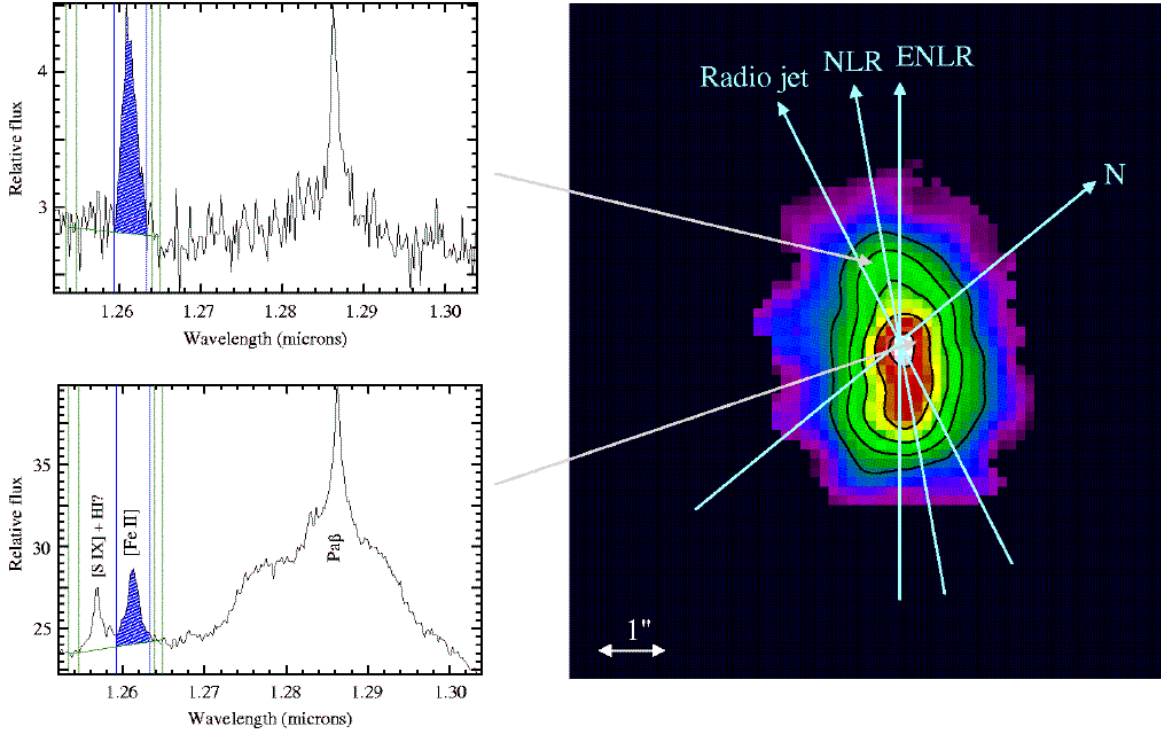 4
3
Relative flux
1.26
1.27
1.28
1.29
1.30
Wavelength (microns)
35
30
25
Relative flux
[S IX] + HI?
[Fe II]
Paβ
1.26
1.27
1.28
1.29
1.30
Wavelength (microns)
Radio jet
NLR
ENLR
N
1"